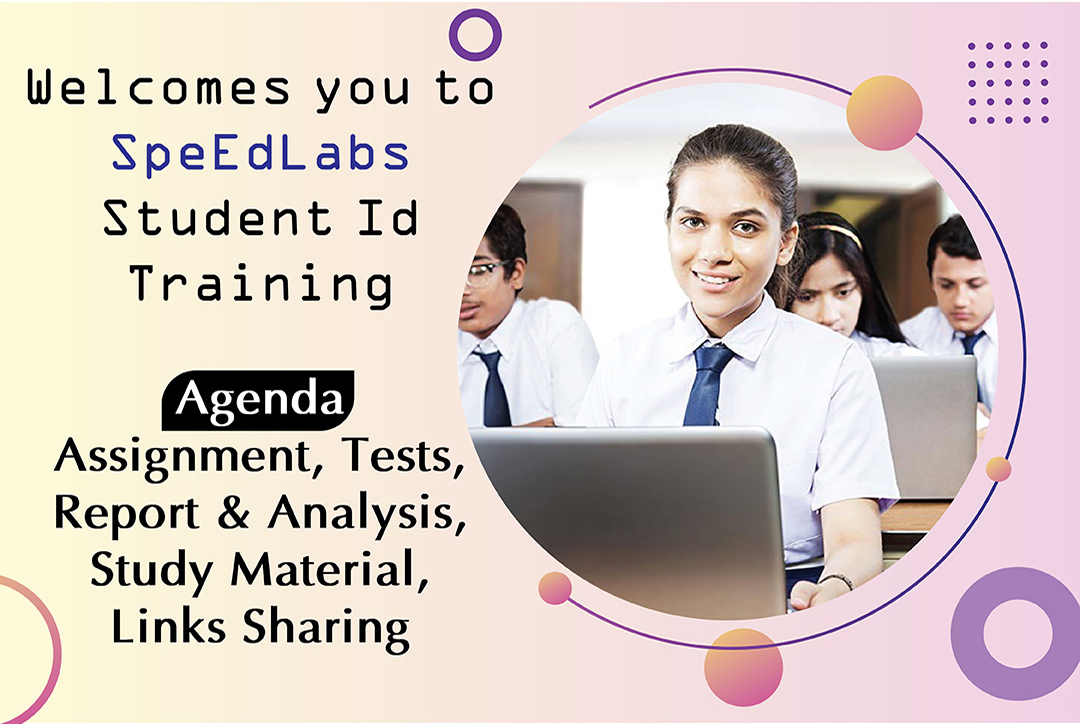 Welcomes you to
SpeEdLabs
Student Id
Training
Agenda
Assignment, Tests,
Report & Analysis,
Study Material,
Links Sharing